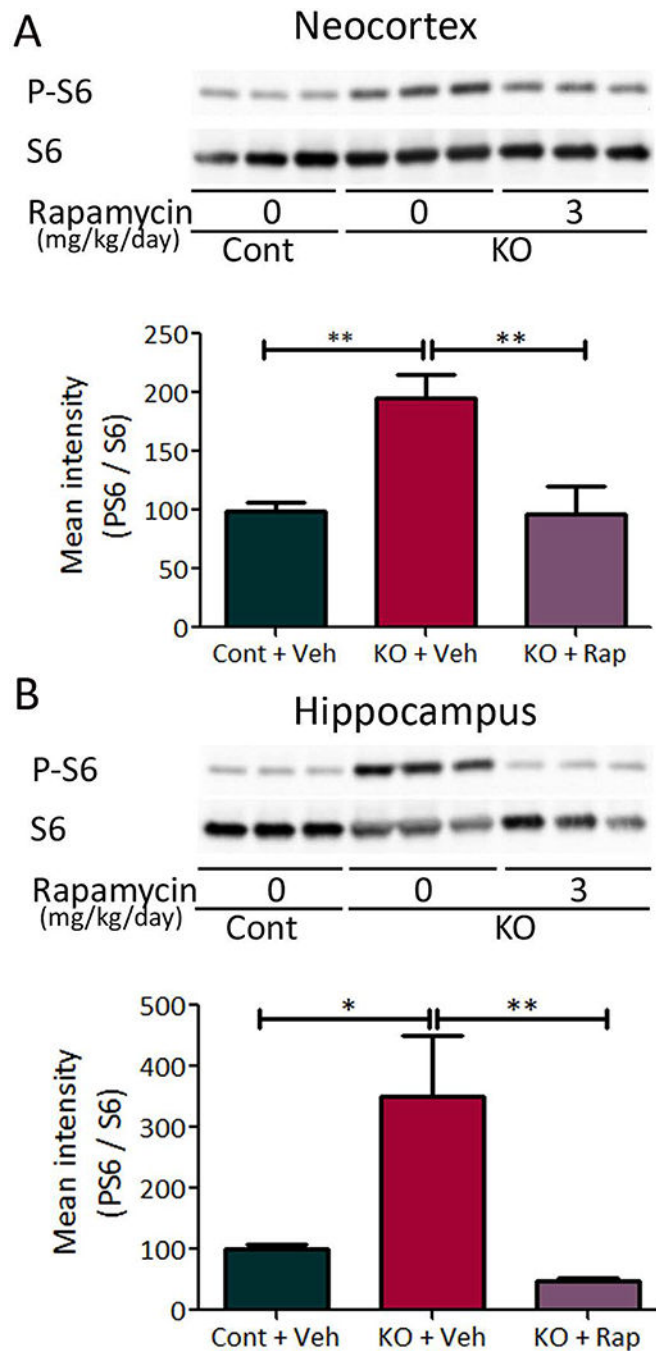 A
Neocortex
P-S6
S6
Rapamycin 0 0 3
(mg/kg/day)
Cont KO
250
** **
200
150
100
50
0
Mean intensity
(PS6 / S6)
Cont + Veh KO + Veh KO + Rap
B
Hippocampus
P-S6
S6
Rapamycin 0 0 3
(mg/kg/day)
Cont KO
500
* **
400
300
200
100
0
Mean intensity
(PS6 / S6)
Cont + Veh KO + Veh KO + Rap